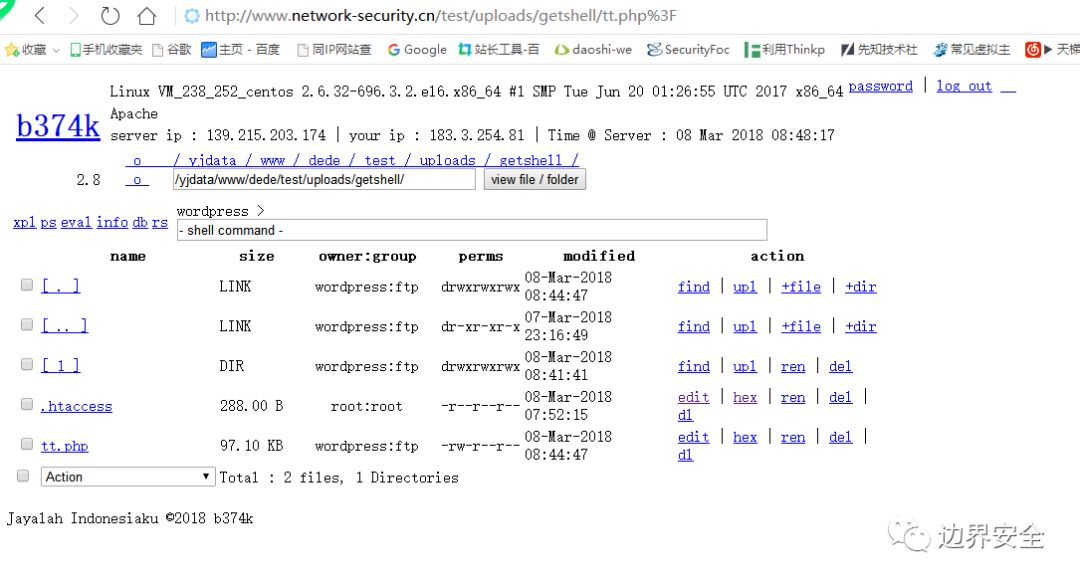 http://www.network-security.cn/test/uploads/getshell/tt.php%3F
收藏 手机收藏夹 谷歌 主页 - 百度 同IP网站查 Google 站长工具-百 daoshi-we SecurityFoc 利用Thinkp 先知技术社 常见虚拟主 天梯
Linux VM_238_252_centos 2.6.32-696.3.2.el6.x86_64 #1 SMP Tue Jun 20 01:26:55 UTC 2017 x86_64 password | log out
Apache
b374k
server ip : 139.215.203.174 | your ip : 183.3.254.81 | Time @ Server : 08 Mar 2018 08:48:17
o / yjdata / www / dede / test / uploads / getshell /
2.8 o /yjdata/www/dede/test/uploads/getshell/ view file / folder
wordpress >
xpl ps eval info db rs
- shell command -
name size owner:group perms modified action
[ . ] LINK wordpress:ftp drwxrwxrwx 08-Mar-2018 08:44:47 find | upl | +file | +dir
[ .. ] LINK wordpress:ftp dr-xr-xr-x 07-Mar-2018 23:16:49 find | upl | +file | +dir
[ 1 ] DIR wordpress:ftp drwxrwxrwx 08-Mar-2018 08:41:41 find | upl | ren | del
.htaccess 288.00 B root:root -r--r--r-- 08-Mar-2018 07:52:15 edit | hex | ren | del | dl
tt.php 97.10 KB wordpress:ftp -rw-r--r-- 08-Mar-2018 08:44:47 edit | hex | ren | del | dl
Action Total : 2 files, 1 Directories
Jayalah Indonesiaku ©2018 b374k
边界安全